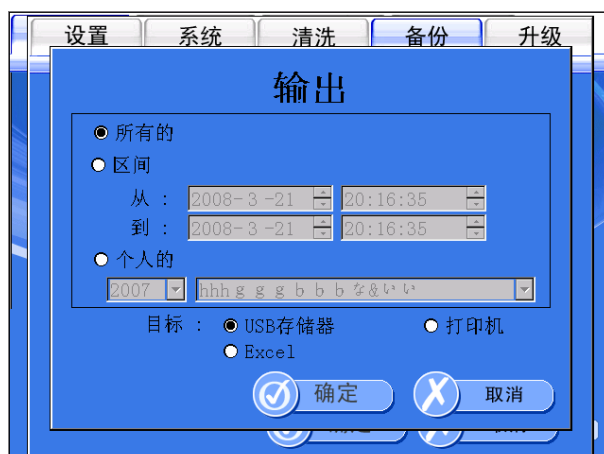 设置 系统 清洗 备份 升级
输出
所有的
区间
从 : 2008- 3 -21 20:16:35
到 : 2008- 3 -21 20:16:35
个人的
2007 hhhｇｇｇｂｂｂな&いい
目标 : USB存储器 打印机
Excel
确定 取消